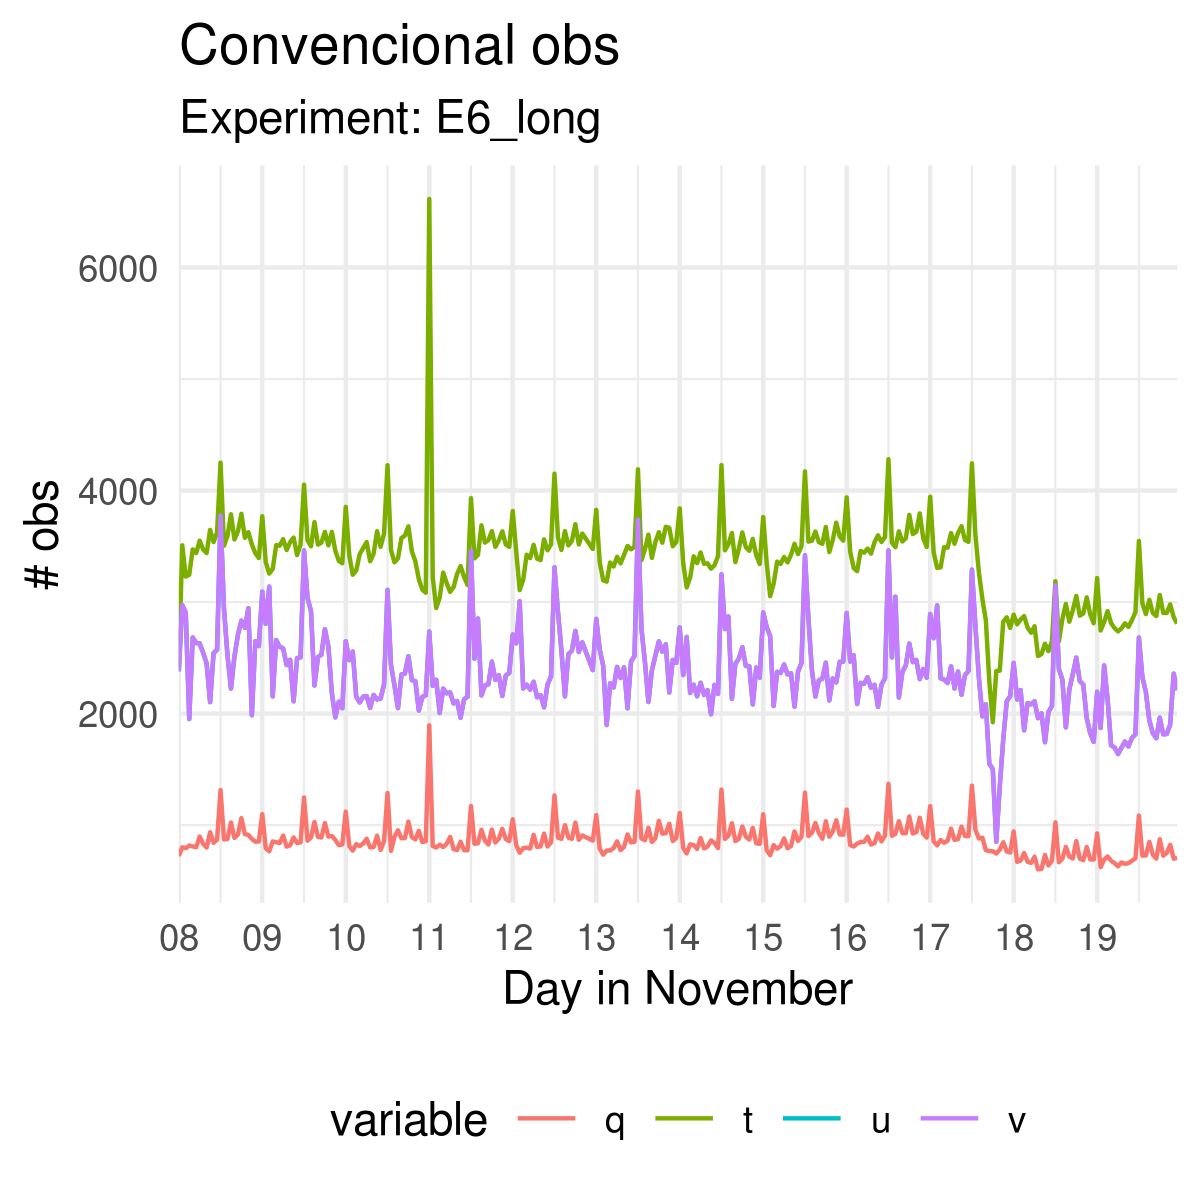 Convencional obs
Experiment: E6_long
# obs
6000
4000
2000
08 09 10 11 12 13 14 15 16 17 18 19
Day in November
variable q t u v